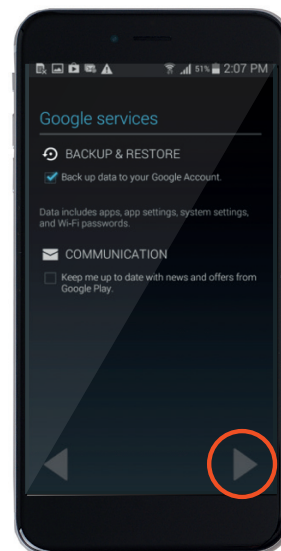 51% 2:07 PM
Google services
BACKUP & RESTORE
Back up data to your Google Account.
Data includes apps, app settings, system settings,
and Wi-Fi passwords.
COMMUNICATION
Keep me up to date with news and offers from
Google Play.